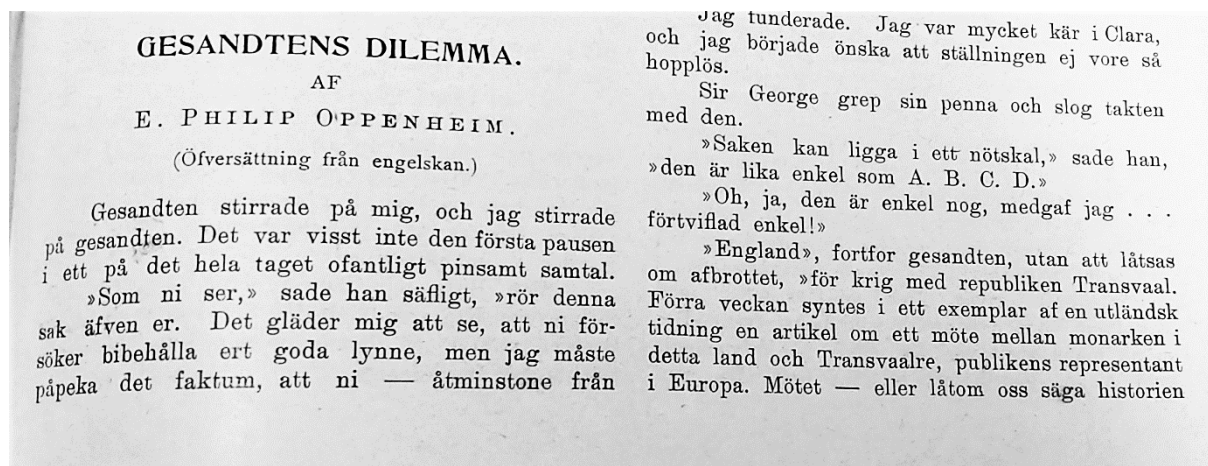 GESANDTENS DILEMMA.
AF
E. PHILIP OPPENHEIM.
(Öfversättning från engelskan.)
Gesandten stirrade på mig, och jag stirrade
på gesandten. Det var visst inte den första pausen
i ett på det hela taget ofantligt pinsamt samtal.
»Som ni ser,» sade han säfligt, »rör denna
sak äfven er. Det gläder mig att se, att ni för-
söker bibehålla ert goda lynne, men jag måste
påpeka det faktum, att ni — åtminstone från
Jag funderade. Jag var mycket kär i Clara,
och jag började önska att ställningen ej vore så
hopplös.
Sir George grep sin penna och slog takten
med den.
»Saken kan ligga i ett nötskal,» sade han,
»den är lika enkel som A. B. C. D.»
»Oh, ja, den är enkel nog, medgaf jag . . .
förtviflad enkel!»
»England», fortfor gesandten, utan att låtsas
om afbrottet, »för krig med republiken Transvaal.
Förra veckan syntes i ett exemplar af en utländsk
tidning en artikel om ett möte mellan monarken i
detta land och Transvaalre, publikens representant
i Europa. Mötet — eller låtom oss säga historien